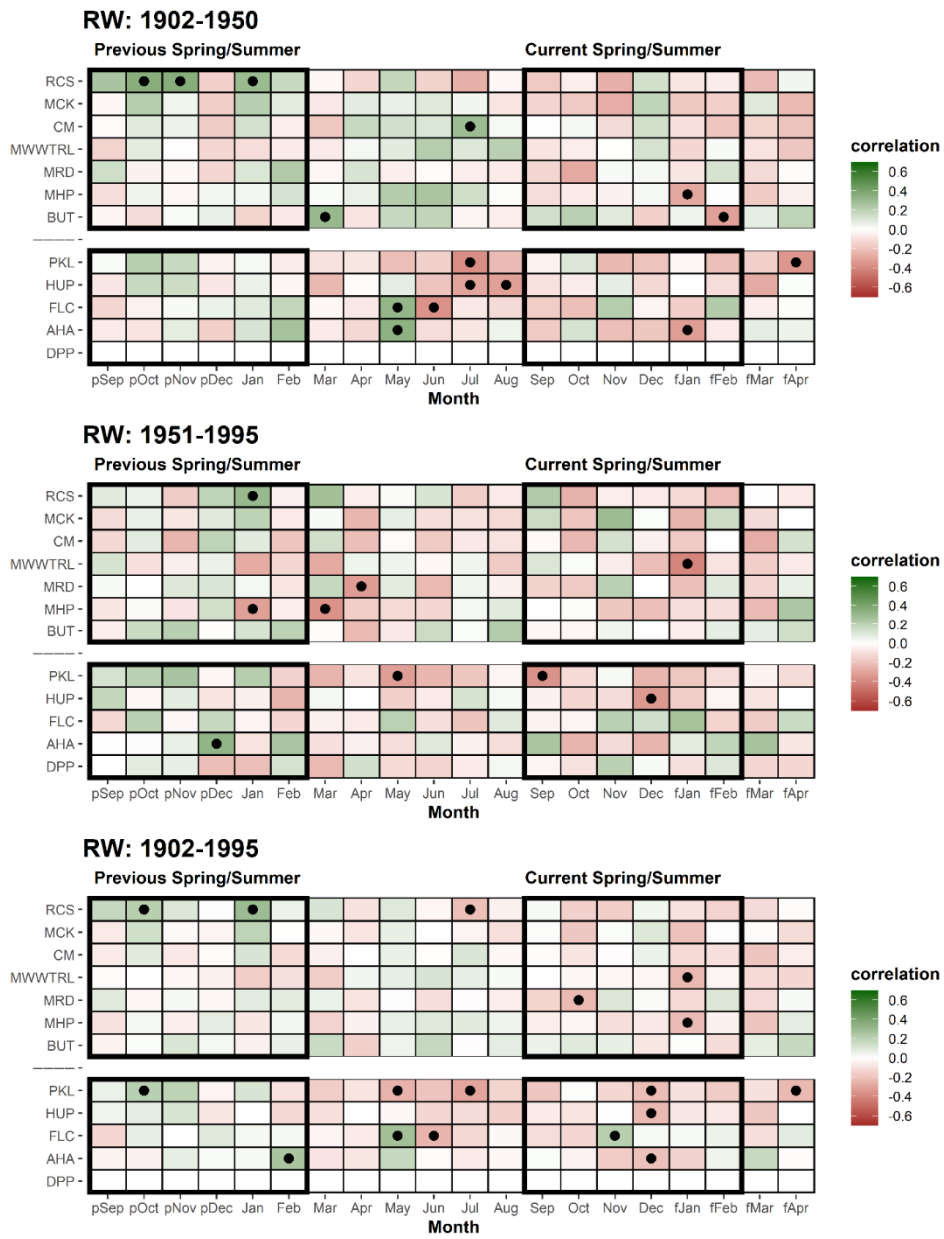 RW: 1902-1950
Previous Spring/Summer Current Spring/Summer
RCS
MCK
CM
MWWTRL
MRD
MHP
BUT
————
PKL
HUP
FLC
AHA
DPP
pSep pOct pNov pDec Jan Feb Mar Apr May Jun Jul Aug Sep Oct Nov Dec fJan fFeb fMar fApr
Month
correlation
0.6
0.4
0.2
0.0
-0.2
-0.4
-0.6
RW: 1951-1995
Previous Spring/Summer Current Spring/Summer
RCS
MCK
CM
MWWTRL
MRD
MHP
BUT
————
PKL
HUP
FLC
AHA
DPP
pSep pOct pNov pDec Jan Feb Mar Apr May Jun Jul Aug Sep Oct Nov Dec fJan fFeb fMar fApr
Month
correlation
0.6
0.4
0.2
0.0
-0.2
-0.4
-0.6
RW: 1902-1995
Previous Spring/Summer Current Spring/Summer
RCS
MCK
CM
MWWTRL
MRD
MHP
BUT
————
PKL
HUP
FLC
AHA
DPP
pSep pOct pNov pDec Jan Feb Mar Apr May Jun Jul Aug Sep Oct Nov Dec fJan fFeb fMar fApr
Month
correlation
0.6
0.4
0.2
0.0
-0.2
-0.4
-0.6